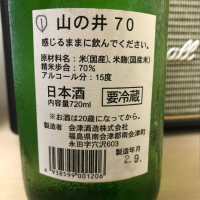 山の井 70
感じるままに飲んでください。
原材料名:米(国産)、米麹(国産米)
精米歩合:70%
アルコール分:15度
日本酒
内容量720ml
要冷蔵
※お酒は20歳になってから。
製造者 会津酒造株式会社
福島県南会津郡南会津町
永田字穴沢603
製造年月
2.9.
4 938599 001206